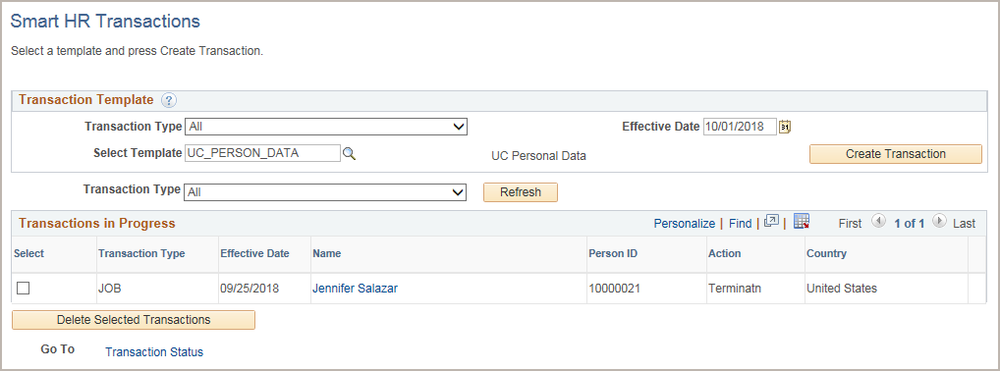 Smart HR Transactions
Select a template and press Create Transaction.
Transaction Template ?
Transaction Type All Effective Date 10/01/2018 31
Select Template UC_PERSON_DATA UC Personal Data Create Transaction
Transaction Type All Refresh
Transactions in Progress Personalize | Find | | First 1 of 1 Last
Select Transaction Type Effective Date Name Person ID Action Country
JOB 09/25/2018 Jennifer Salazar 10000021 Terminatn United States
Delete Selected Transactions
Go To Transaction Status